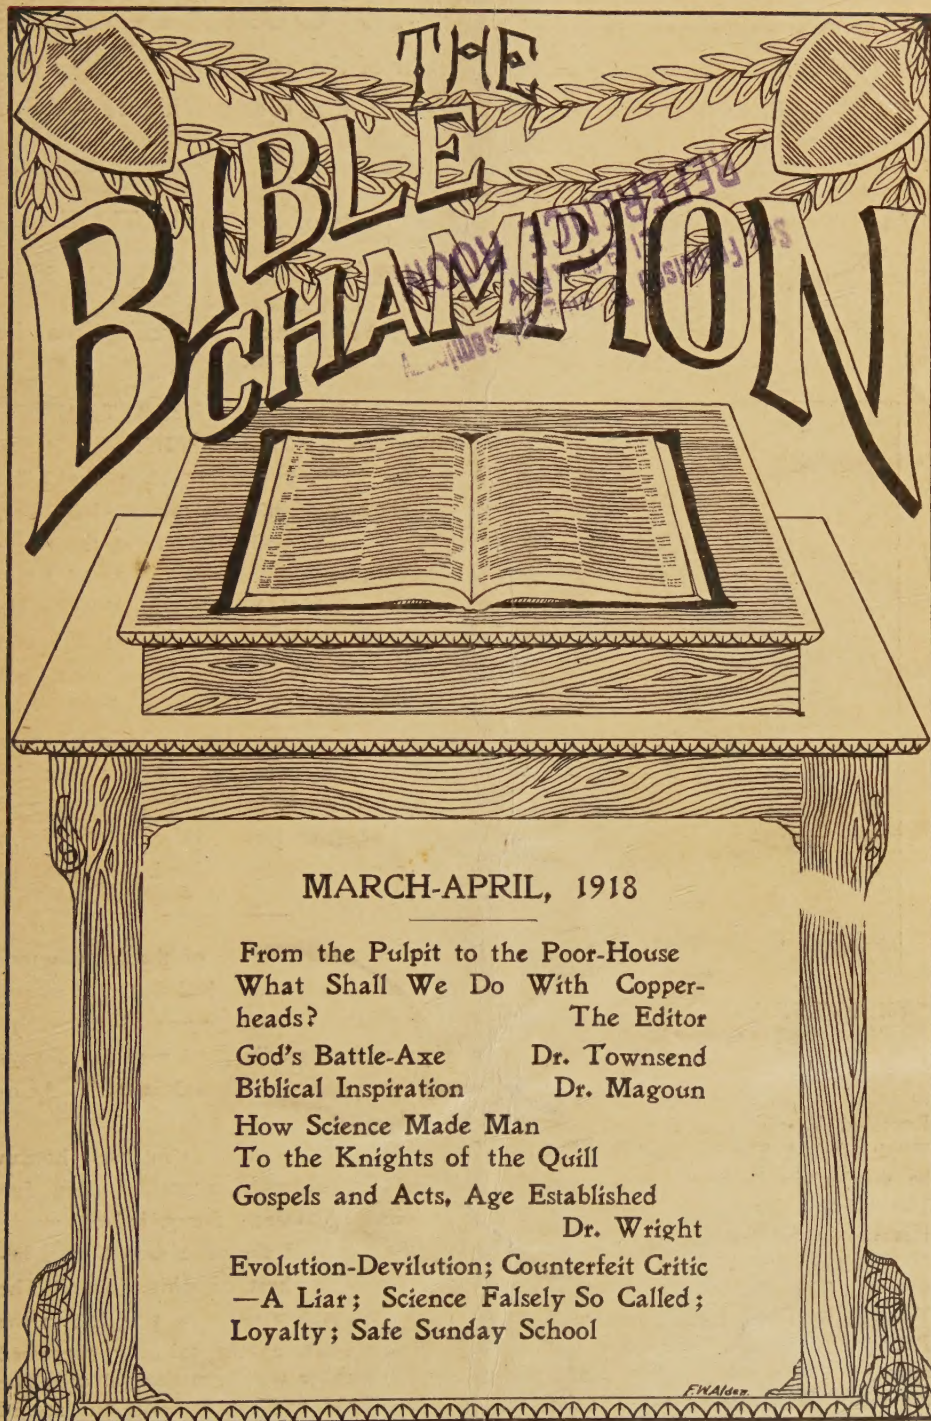 THE
BIBLE
CHAMPION
REFERENCE ROOM
MARCH-APRIL, 1918
From the Pulpit to the Poor-House
What Shall We Do With Copper-
heads? The Editor
God's Battle-Axe Dr. Townsend
Biblical Inspiration Dr. Magoun
How Science Made Man
To the Knights of the Quill
Gospels and Acts, Age Established
Dr. Wright
Evolution-Devilution; Counterfeit Critic
—A Liar; Science Falsely So Called;
Loyalty; Safe Sunday School
F.W. Alden.